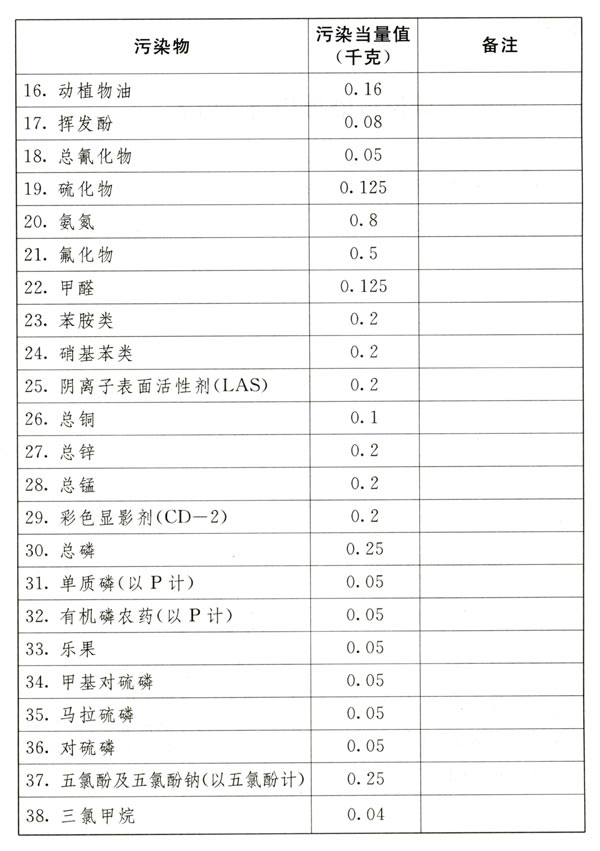 污染物 污染当量值（千克） 备注
16. 动植物油 0.16
17. 挥发酚 0.08
18. 总氰化物 0.05
19. 硫化物 0.125
20. 氨氮 0.8
21. 氟化物 0.5
22. 甲醛 0.125
23. 苯胺类 0.2
24. 硝基苯类 0.2
25. 阴离子表面活性剂(LAS) 0.2
26. 总铜 0.1
27. 总锌 0.2
28. 总锰 0.2
29. 彩色显影剂(CD-2) 0.2
30. 总磷 0.25
31. 单质磷(以 P 计) 0.05
32. 有机磷农药(以 P 计) 0.05
33. 乐果 0.05
34. 甲基对硫磷 0.05
35. 马拉硫磷 0.05
36. 对硫磷 0.05
37. 五氯酚及五氯酚钠(以五氯酚计) 0.25
38. 三氯甲烷 0.04